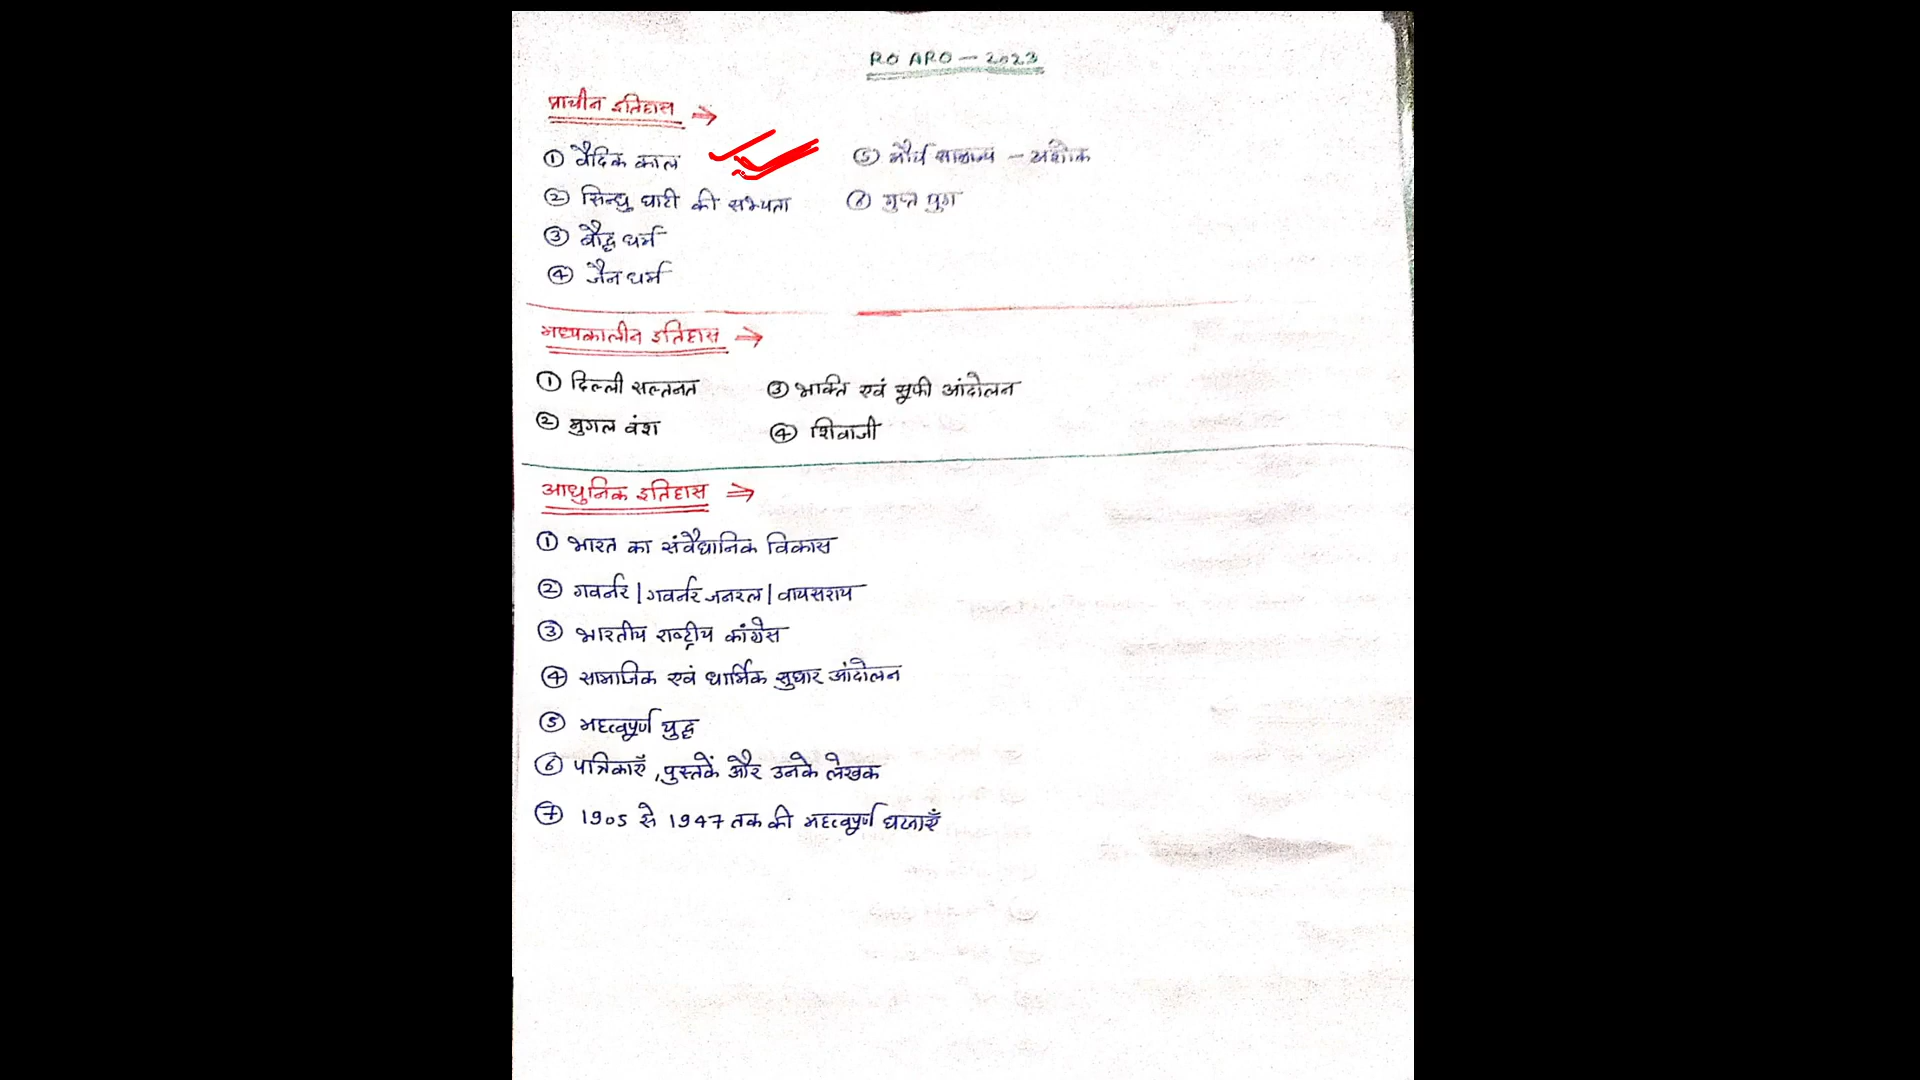 RO ARO - 2023
प्राचीन इतिहास →
① वैदिक काल
② सिन्धु घाटी की सभ्यता
③ बौद्ध धर्म
④ जैन धर्म
⑤ मौर्य साम्राज्य - अशोक
⑥ गुप्त युग
मध्यकालीन इतिहास →
① दिल्ली सल्तनत
② मुगल वंश
③ भक्ति एवं सूफी आंदोलन
④ शिवाजी
आधुनिक इतिहास ⇒
① भारत का संवैधानिक विकास
② गवर्नर | गवर्नर जनरल | वायसराय
③ भारतीय राष्ट्रीय कांग्रेस
④ सामाजिक एवं धार्मिक सुधार आंदोलन
⑤ महत्वपूर्ण युद्ध
⑥ पत्रिकाएँ, पुस्तकें और उनके लेखक
⑦ 1905 से 1947 तक की महत्वपूर्ण घटनाएँ